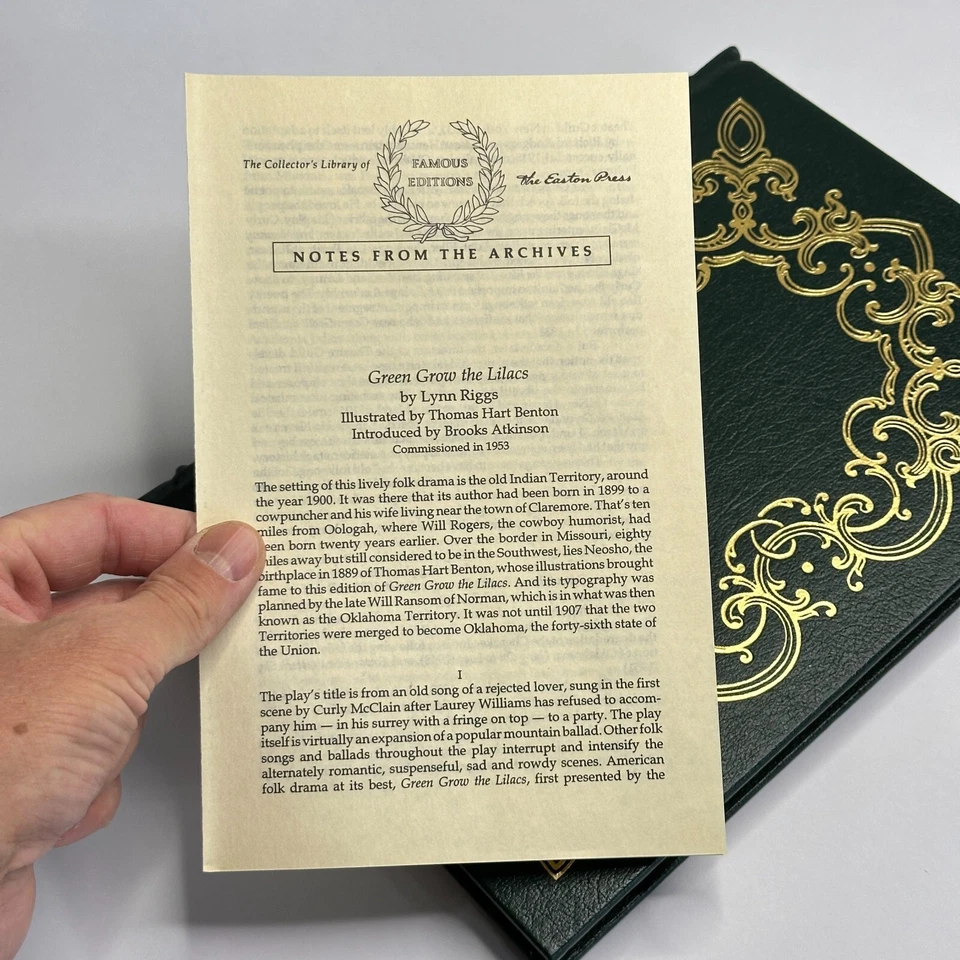 The Collector's Library of
FAMOUS
EDITIONS
the Easton Press
NOTES FROM THE ARCHIVES
Green Grow the Lilacs
by Lynn Riggs
Illustrated by Thomas Hart Benton
Introduced by Brooks Atkinson
Commissioned in 1953
The setting of this lively folk drama is the old Indian Territory, around
the year 1900. It was there that its author had been born in 1899 to a
cowpuncher and his wife living near the town of Claremore. That's ten
miles from Oölogah, where Will Rogers, the cowboy humorist, had
been born twenty years earlier. Over the border in Missouri, eighty
miles away but still considered to be in the Southwest, lies Neosho, the
birthplace in 1889 of Thomas Hart Benton, whose illustrations brought
fame to this edition of Green Grow the Lilacs. And its typography was
planned by the late Will Ransom of Norman, which is in what was then
known as the Oklahoma Territory. It was not until 1907 that the two
Territories were merged to become Oklahoma, the forty-sixth state of
the Union.
I
The play's title is from an old song of a rejected lover, sung in the first
scene by Curly McClain after Laurey Williams has refused to accom-
pany him — in his surrey with a fringe on top — to a party. The play
itself is virtually an expansion of a popular mountain ballad. Other folk
songs and ballads throughout the play interrupt and intensify the
alternately romantic, suspenseful, sad and rowdy scenes. American
folk drama at its best, Green Grow the Lilacs, first presented by the